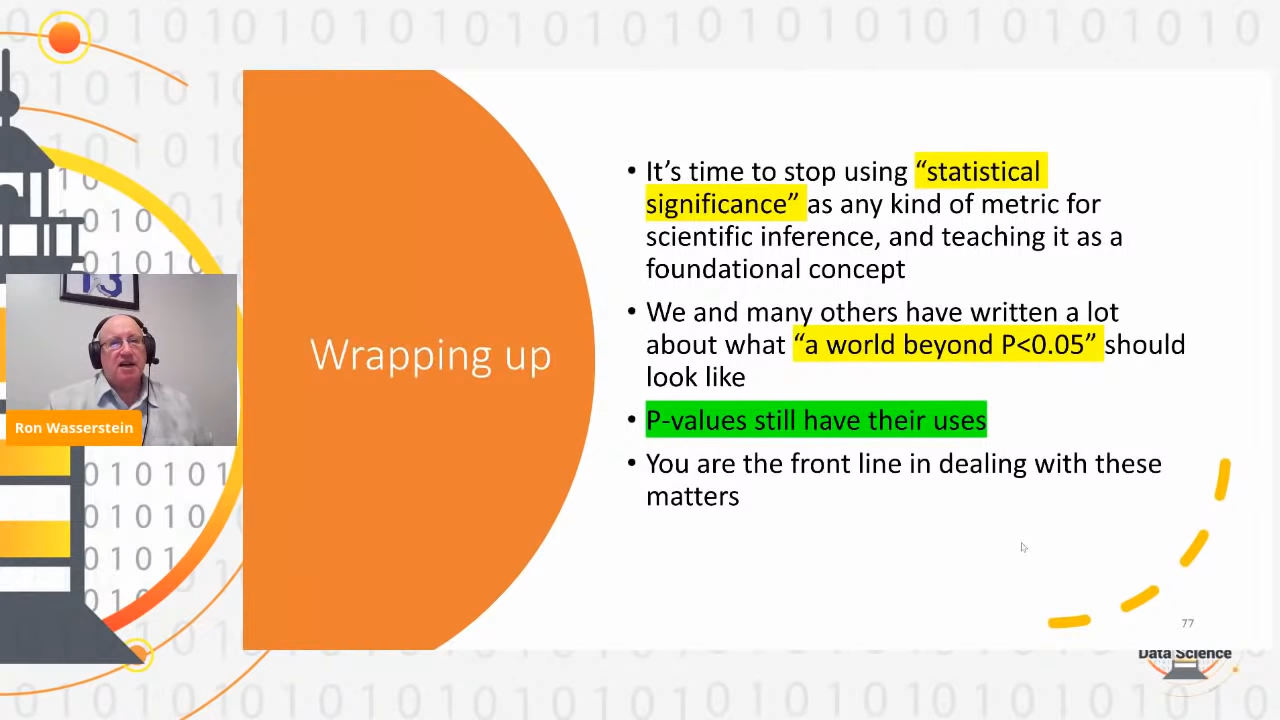 Wrapping up
• It’s time to stop using “statistical
significance” as any kind of metric for
scientific inference, and teaching it as a
foundational concept
• We and many others have written a lot
about what “a world beyond P<0.05” should
look like
• P-values still have their uses
• You are the front line in dealing with these
matters
13
Ron Wasserstein
77
Data Science